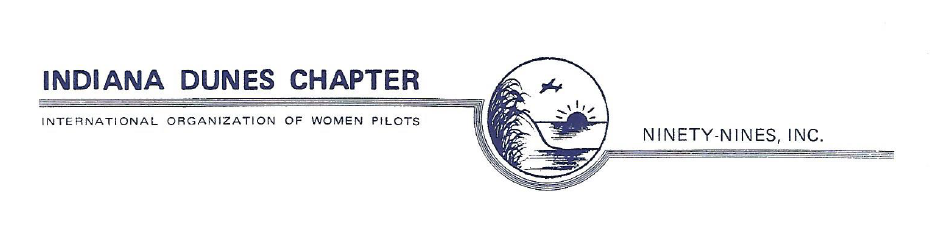 INDIANA DUNES CHAPTER
INTERNATIONAL ORGANIZATION OF WOMEN PILOTS
NINETY-NINES, INC.